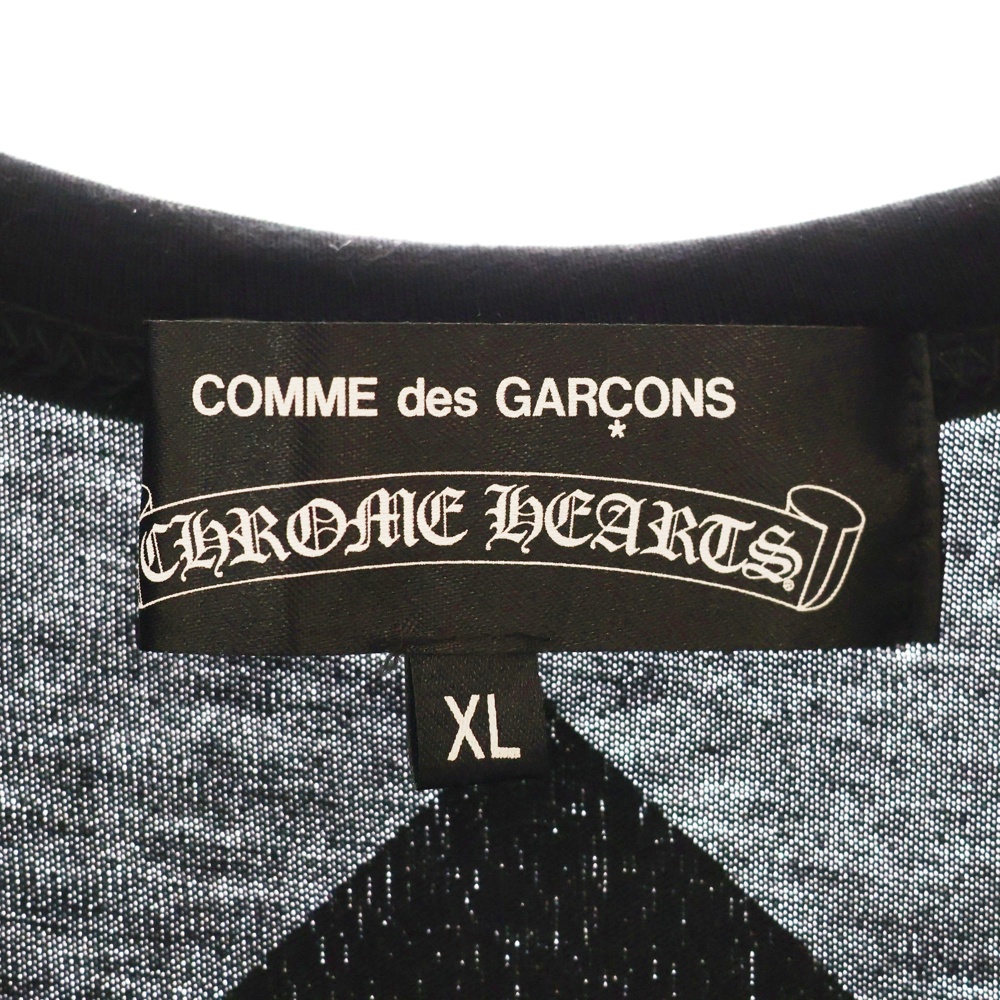 COMME des GARÇONS
*
CHROME HEARTS®
XL